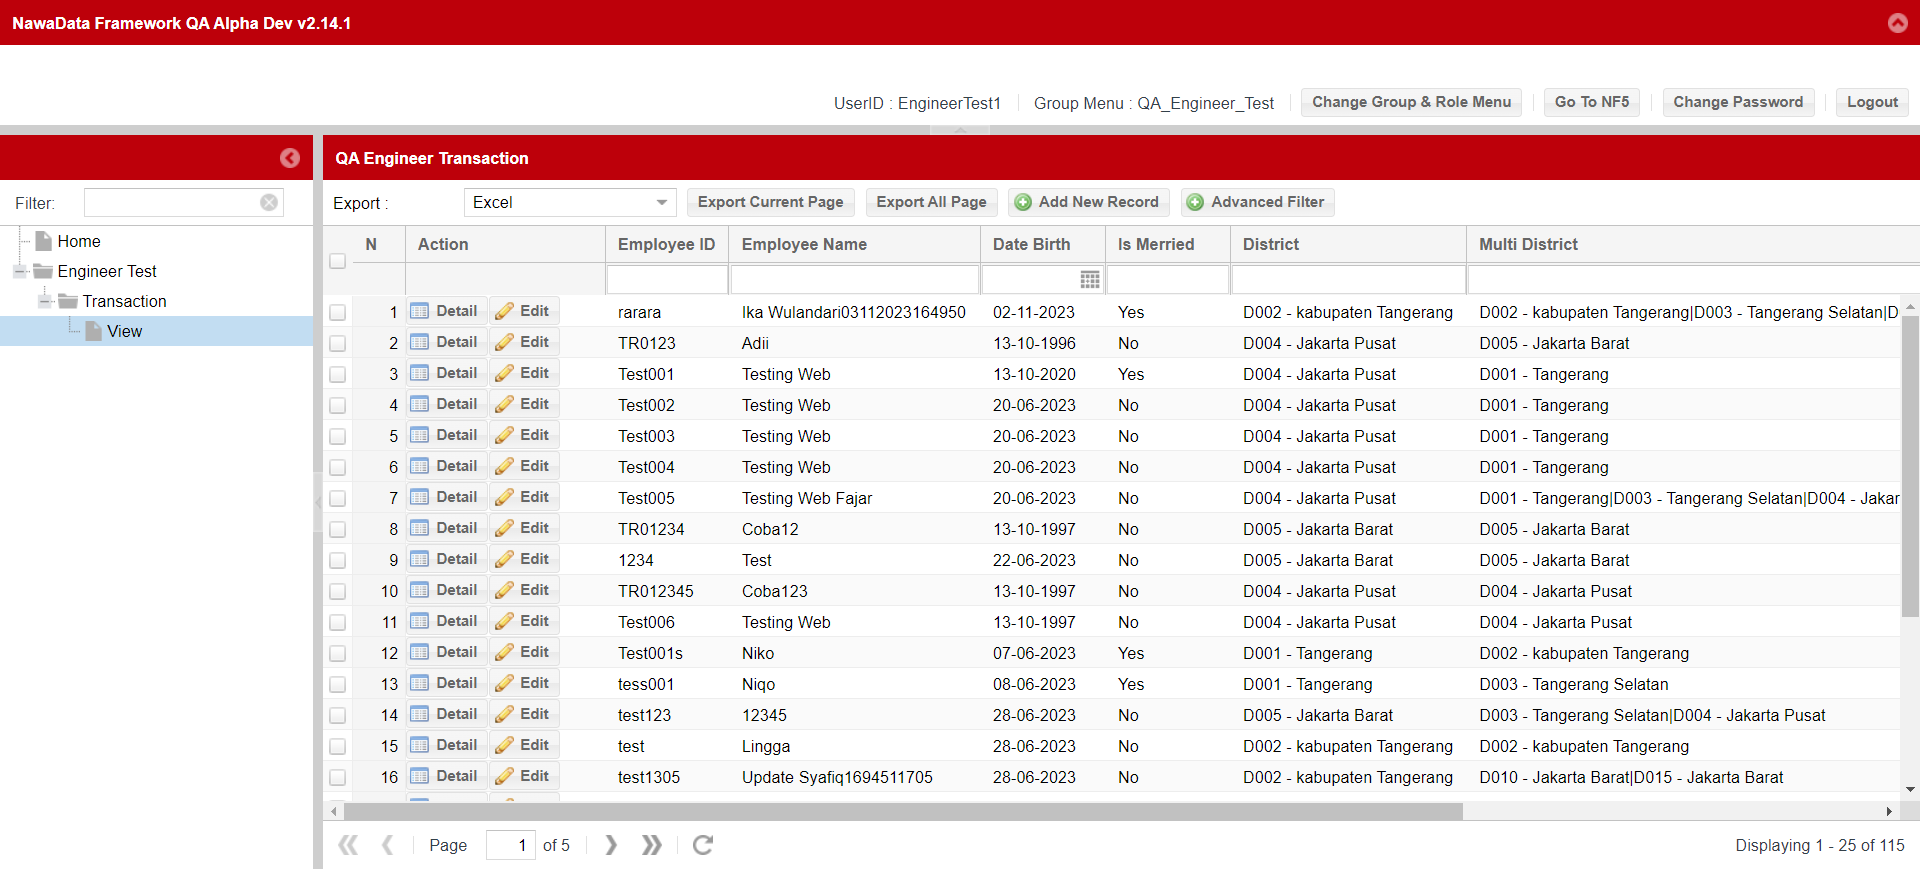 NawaData Framework QA Alpha Dev v2.14.1
UserID : EngineerTest1 Group Menu : QA_Engineer_Test Change Group & Role Menu Go To NF5 Change Password Logout
QA Engineer Transaction
Filter:
Home
Engineer Test
Transaction
View
Export : Excel Export Current Page Export All Page Add New Record Advanced Filter
N Action Employee ID Employee Name Date Birth Is Merried District Multi District
1 Detail Edit rarara Ika Wulandari03112023164950 02-11-2023 Yes D002 - kabupaten Tangerang D002 - kabupaten Tangerang|D003 - Tangerang Selatan|D
2 Detail Edit TR0123 Adii 13-10-1996 No D004 - Jakarta Pusat D005 - Jakarta Barat
3 Detail Edit Test001 Testing Web 13-10-2020 Yes D004 - Jakarta Pusat D001 - Tangerang
4 Detail Edit Test002 Testing Web 20-06-2023 No D004 - Jakarta Pusat D001 - Tangerang
5 Detail Edit Test003 Testing Web 20-06-2023 No D004 - Jakarta Pusat D001 - Tangerang
6 Detail Edit Test004 Testing Web 20-06-2023 No D004 - Jakarta Pusat D001 - Tangerang
7 Detail Edit Test005 Testing Web Fajar 20-06-2023 No D004 - Jakarta Pusat D001 - Tangerang|D003 - Tangerang Selatan|D004 - Jakar
8 Detail Edit TR01234 Coba12 13-10-1997 No D005 - Jakarta Barat D005 - Jakarta Barat
9 Detail Edit 1234 Test 22-06-2023 No D005 - Jakarta Barat D005 - Jakarta Barat
10 Detail Edit TR012345 Coba123 13-10-1997 No D004 - Jakarta Pusat D004 - Jakarta Pusat
11 Detail Edit Test006 Testing Web 13-10-1997 No D004 - Jakarta Pusat D004 - Jakarta Pusat
12 Detail Edit Test001s Niko 07-06-2023 Yes D001 - Tangerang D002 - kabupaten Tangerang
13 Detail Edit tess001 Niqo 08-06-2023 Yes D001 - Tangerang D003 - Tangerang Selatan
14 Detail Edit test123 12345 28-06-2023 No D005 - Jakarta Barat D003 - Tangerang Selatan|D004 - Jakarta Pusat
15 Detail Edit test Lingga 28-06-2023 No D002 - kabupaten Tangerang D002 - kabupaten Tangerang
16 Detail Edit test1305 Update Syafiq1694511705 28-06-2023 No D002 - kabupaten Tangerang D010 - Jakarta Barat|D015 - Jakarta Barat
Page 1 of 5 Displaying 1 - 25 of 115